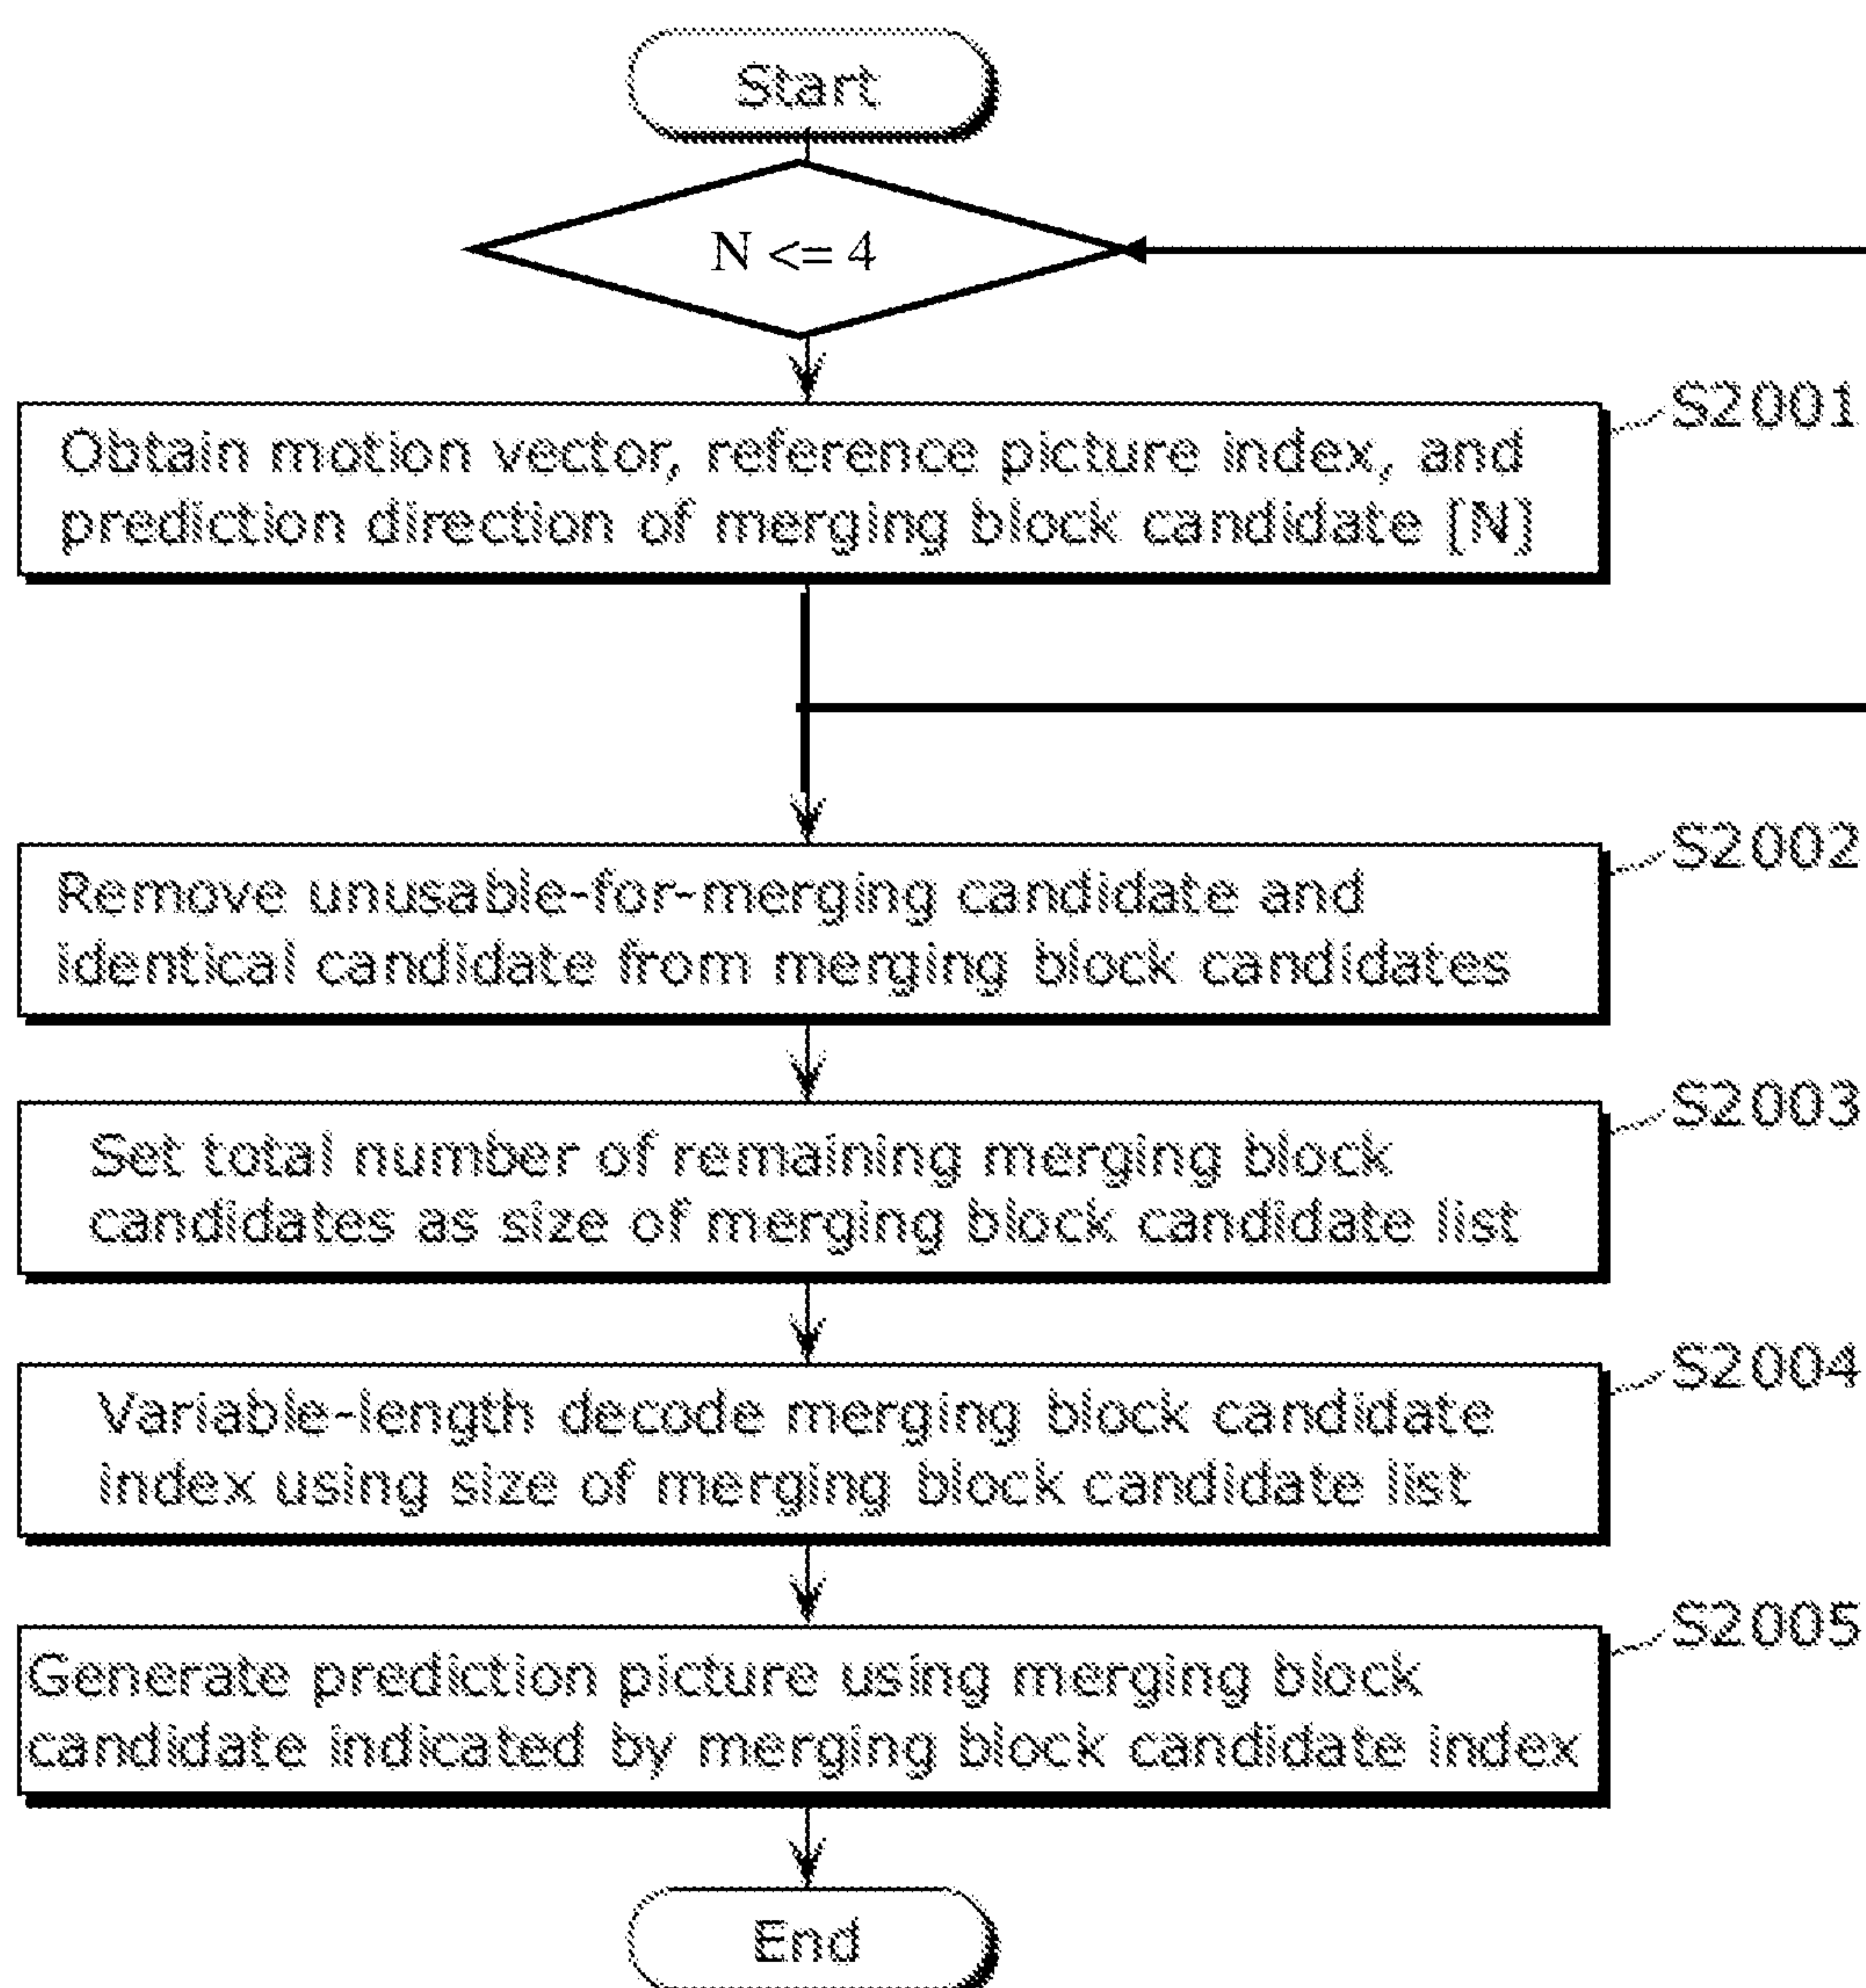 Start
N <= 4
S2001
Obtain motion vector, reference picture index, and
prediction direction of merging block candidate [N]
S2002
Remove unusable-for-merging candidate and
identical candidate from merging block candidates
S2003
Set total number of remaining merging block
candidates as size of merging block candidate list
S2004
Variable-length decode merging block candidate
index using size of merging block candidate list
S2005
Generate prediction picture using merging block
candidate indicated by merging block candidate index
End